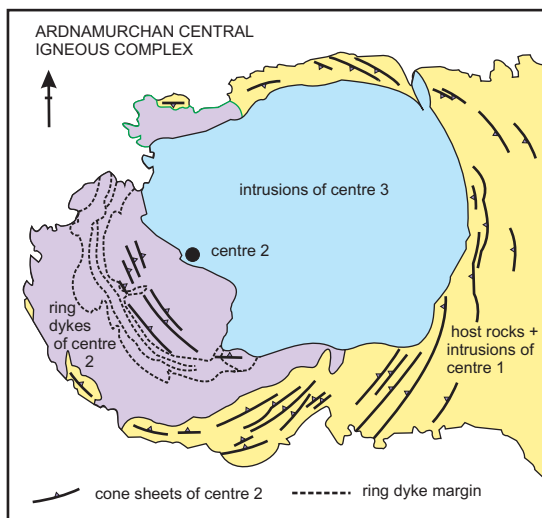 ARDNAMURCHAN CENTRAL
IGNEOUS COMPLEX
intrusions of centre 3
centre 2
ring
dykes
of centre
2
host rocks +
intrusions of
centre 1
cone sheets of centre 2
ring dyke margin